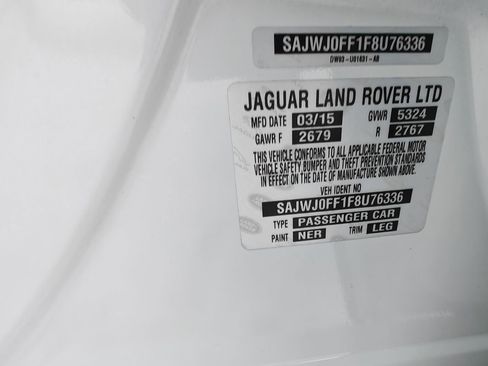 SAJWJ0FF1F8U76336
DW93-U01631-AB
JAGUAR LAND ROVER LTD
MFD DATE 03/15 GVWR 5324
GAWR F 2679 R 2767
THIS VEHICLE CONFORMS TO ALL APPLICABLE FEDERAL MOTOR
VEHICLE SAFETY, BUMPER AND THEFT PREVENTION STANDARDS
IN EFFECT ON THE DATE OF MANUFACTURE SHOWN ABOVE.
VEH IDENT NO
SAJWJ0FF1F8U76336
TYPE PASSENGER CAR
PAINT NER TRIM LEG